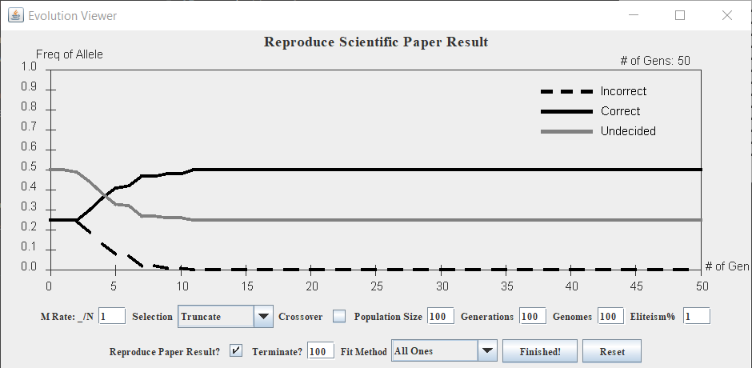 Evolution Viewer
Reproduce Scientific Paper Result
Freq of Allele
# of Gens: 50
1.0
0.9
0.8
0.7
0.6
0.5
0.4
0.3
0.2
0.1
0.0
Incorrect
Correct
Undecided
0 5 10 15 20 25 30 35 40 45 50
# of Gen
M Rate: _/N 1 Selection Truncate Crossover Population Size 100 Generations 100 Genomes 100 Eliteism% 1
Reproduce Paper Result? Terminate? 100 Fit Method All Ones Finished! Reset